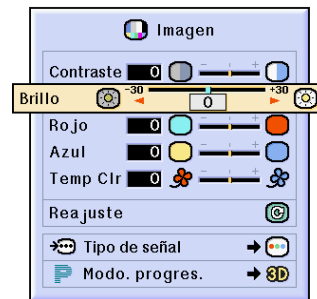 Imagen
Contraste 0 - +
Brillo -30 0 +30
Rojo 0 - +
Azul 0 - +
Temp Clr 0 - +
Reajuste
Tipo de señal
P Modo. progres. 3D